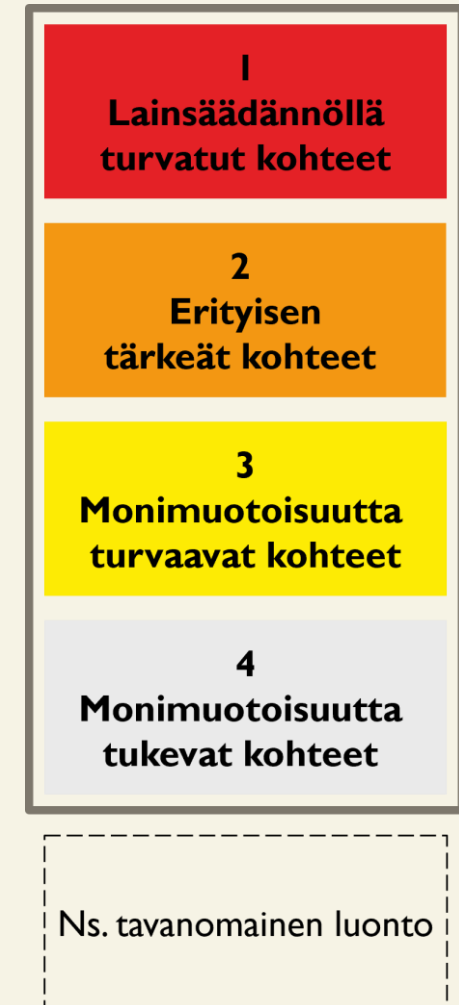 1
Lainsäädännöllä
turvatut kohteet
2
Erityisen
tärkeät kohteet
3
Monimuotoisuutta
turvaavat kohteet
4
Monimuotoisuutta
tukevat kohteet
Ns. tavanomainen luonto